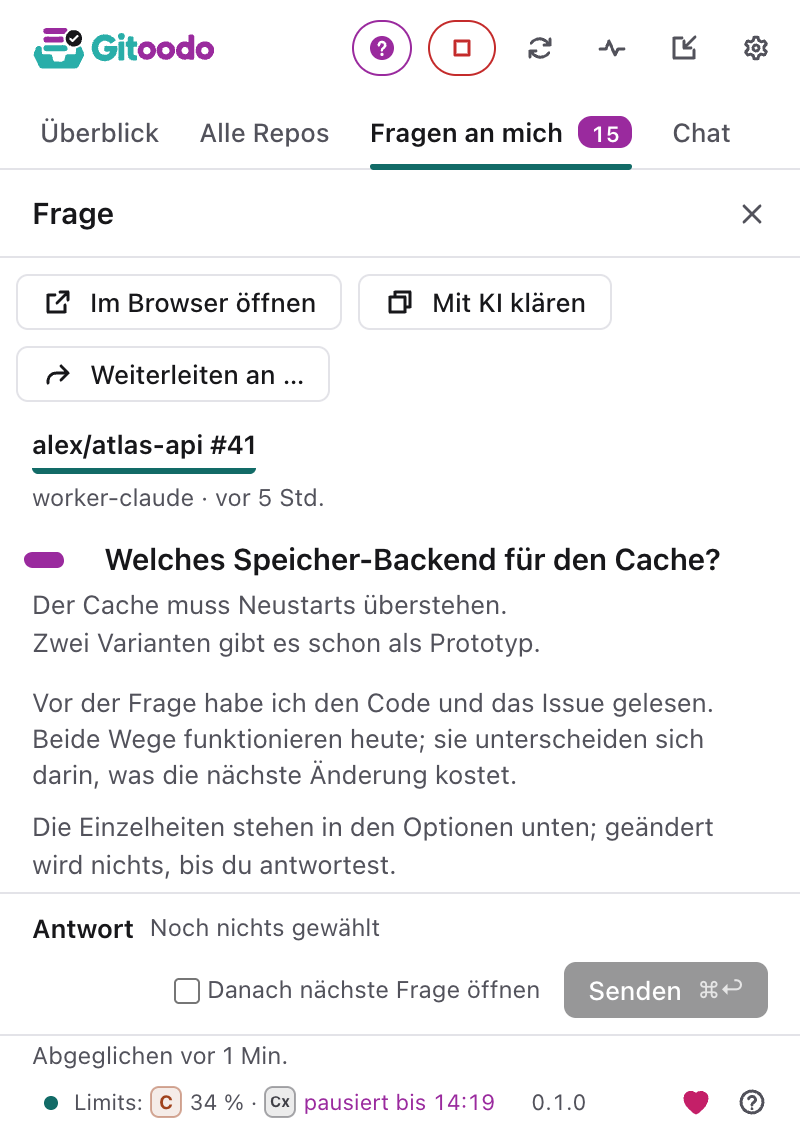 Gitoodo
Überblick Alle Repos Fragen an mich 15 Chat
Frage
Im Browser öffnen Mit KI klären
Weiterleiten an ...
alex/atlas-api #41
worker-claude · vor 5 Std.
Welches Speicher-Backend für den Cache?
Der Cache muss Neustarts überstehen.
Zwei Varianten gibt es schon als Prototyp.
Vor der Frage habe ich den Code und das Issue gelesen.
Beide Wege funktionieren heute; sie unterscheiden sich
darin, was die nächste Änderung kostet.
Die Einzelheiten stehen in den Optionen unten; geändert
wird nichts, bis du antwortest.
Antwort Noch nichts gewählt
Danach nächste Frage öffnen Senden ⌘↩
Abgeglichen vor 1 Min.
Limits: C 34 % · Cx pausiert bis 14:19 0.1.0